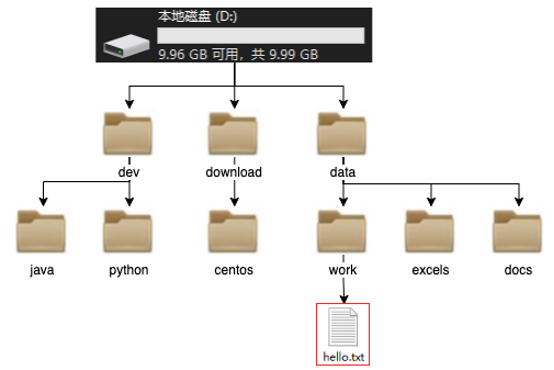 本地磁盘 (D:)
9.96 GB 可用，共 9.99 GB
dev
download
data
java
python
centos
work
excels
docs
hello.txt